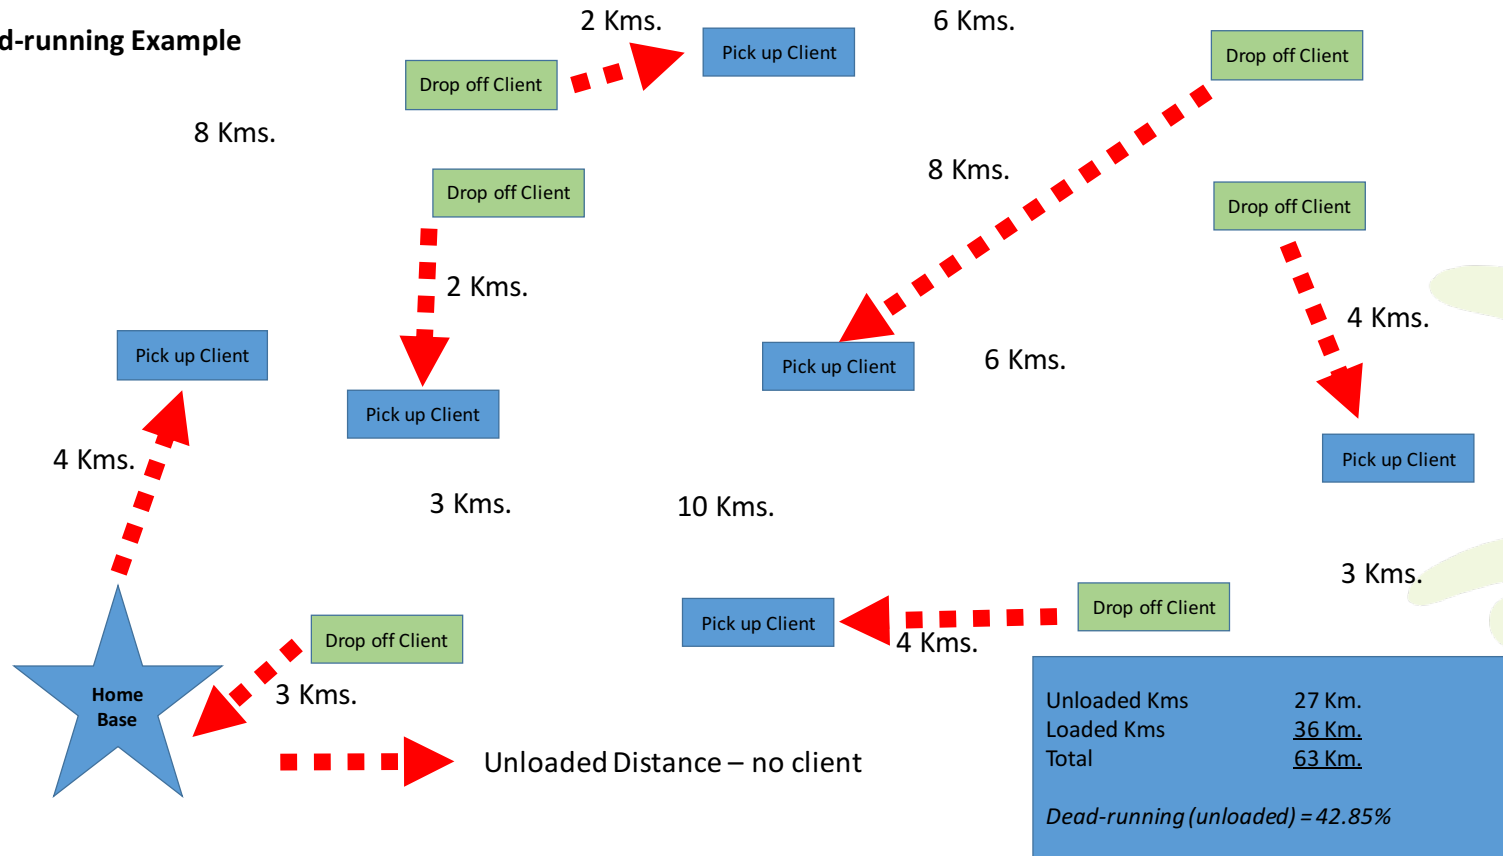 d-running Example
2 Kms.
6 Kms.
Pick up Client
Drop off Client
Drop off Client
8 Kms.
8 Kms.
Drop off Client
Drop off Client
2 Kms.
4 Kms.
Pick up Client
Pick up Client
6 Kms.
Pick up Client
4 Kms.
Pick up Client
3 Kms.
10 Kms.
3 Kms.
Drop off Client
Pick up Client
4 Kms.
Drop off Client
Home
Base
3 Kms.
Unloaded Distance – no client
Unloaded Kms 27 Km.
Loaded Kms 36 Km.
Total 63 Km.
Dead-running (unloaded) = 42.85%